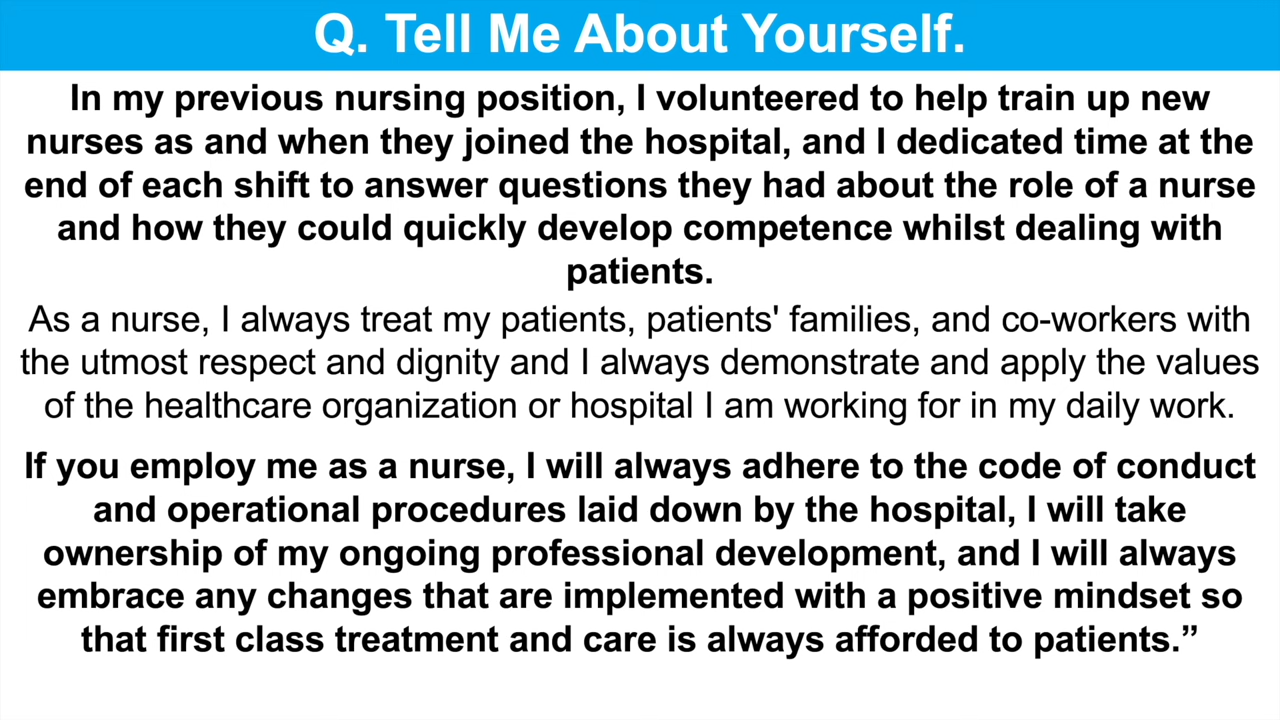 Q. Tell Me About Yourself.
In my previous nursing position, I volunteered to help train up new
nurses as and when they joined the hospital, and I dedicated time at the
end of each shift to answer questions they had about the role of a nurse
and how they could quickly develop competence whilst dealing with
patients.
As a nurse, I always treat my patients, patients' families, and co-workers with
the utmost respect and dignity and I always demonstrate and apply the values
of the healthcare organization or hospital I am working for in my daily work.
If you employ me as a nurse, I will always adhere to the code of conduct
and operational procedures laid down by the hospital, I will take
ownership of my ongoing professional development, and I will always
embrace any changes that are implemented with a positive mindset so
that first class treatment and care is always afforded to patients.”